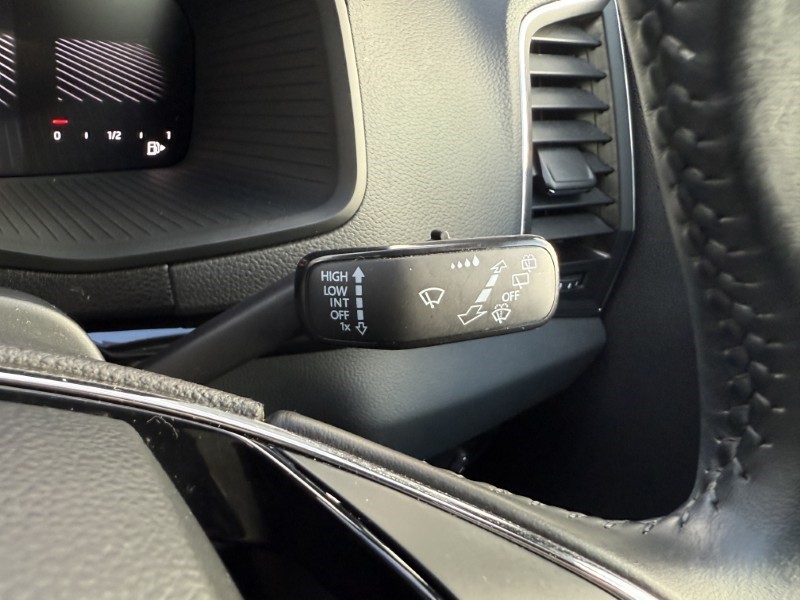 0 1/2 1
HIGH
LOW
INT
OFF
1x
OFF